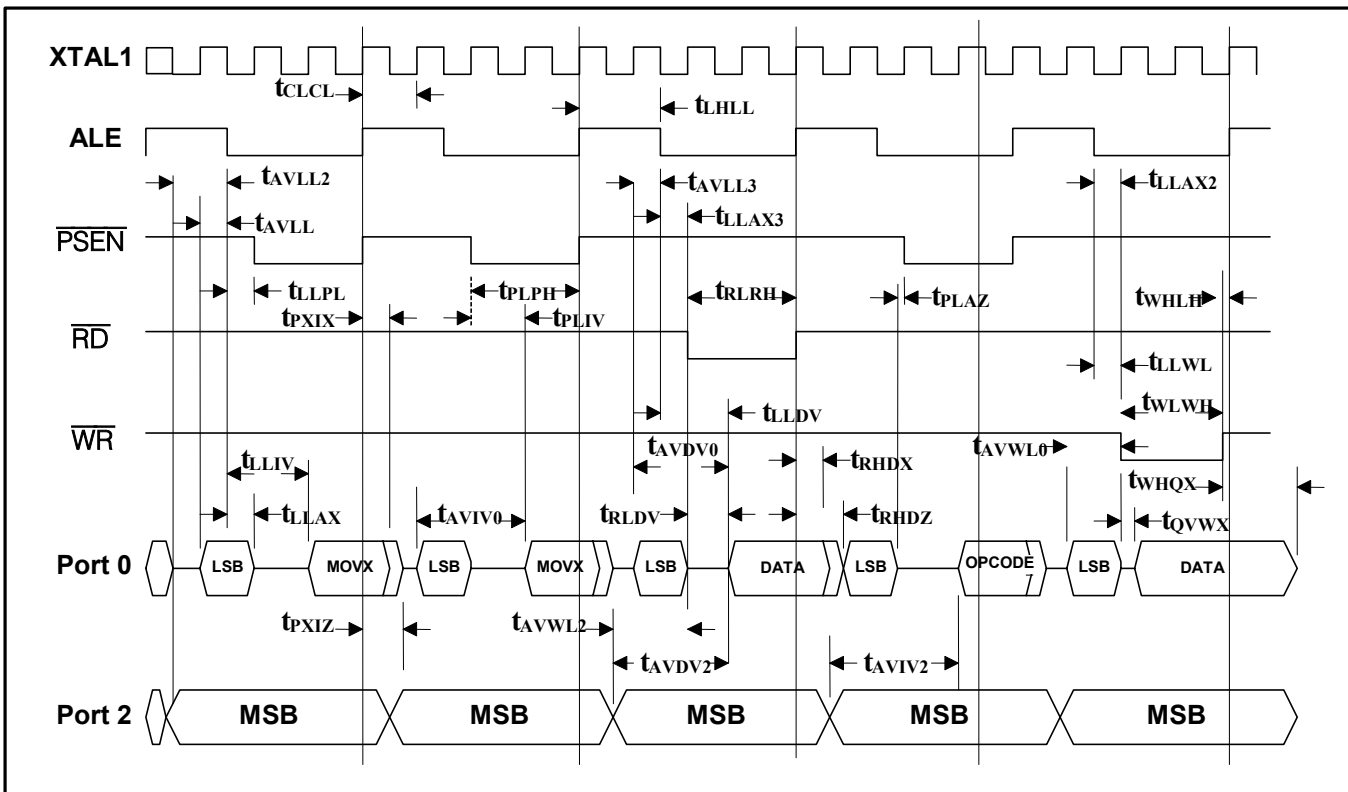 XTAL1
tCLCL
tLHLL
ALE
tAVLL2
tAVLL3
tLLAX2
tAVLL
tLLAX3
PSEN
tLLPL
tPLPH
tRLRH
tPLAZ
tWHLH
tPXIX
tPLIV
RD
tLLWL
tLLDV
tWLWH
WR
tAVDV0
tAVWL0
tLLIV
tRHDX
tWHQX
tLLAX
tAVIV0
tRLDV
tRHDZ
tQVWX
Port 0 LSB MOVX LSB MOVX LSB DATA LSB OPCODE LSB DATA
tPXIZ
tAVWL2
tAVDV2
tAVIV2
Port 2 MSB MSB MSB MSB MSB